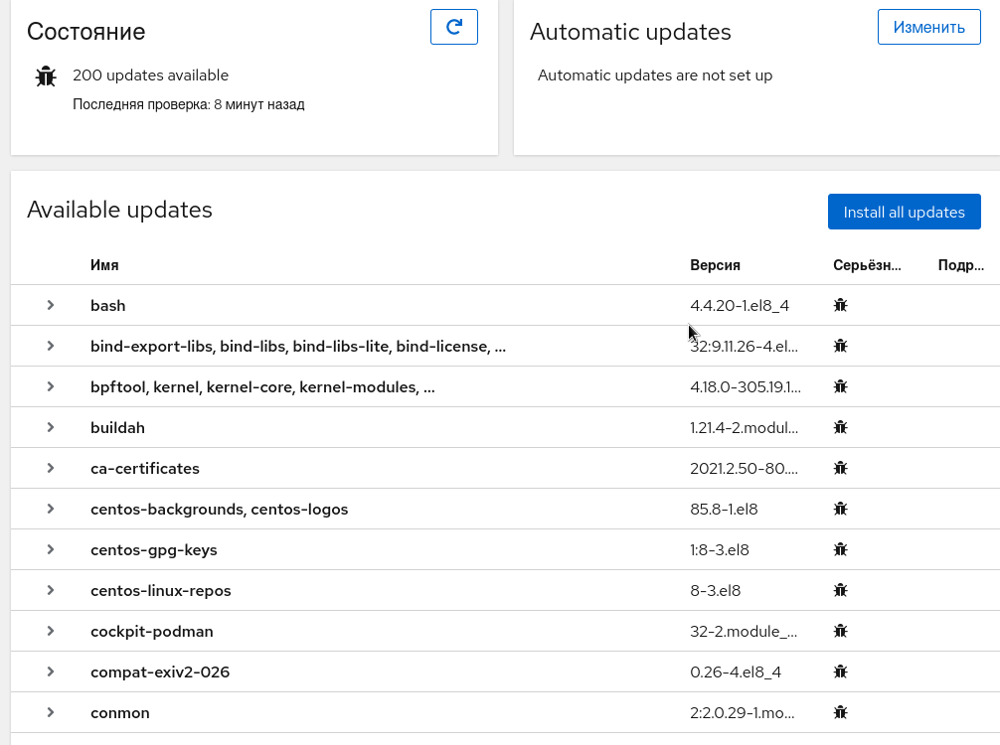 Состояние
Automatic updates
Изменить
200 updates available
Последняя проверка: 8 минут назад
Automatic updates are not set up
Available updates
Install all updates
Имя Версия Серьёзн... Подр...
bash 4.4.20-1.el8_4
bind-export-libs, bind-libs, bind-libs-lite, bind-license, ... 32:9.11.26-4.el...
bpftool, kernel, kernel-core, kernel-modules, ... 4.18.0-305.19.1...
buildah 1.21.4-2.modul...
ca-certificates 2021.2.50-80....
centos-backgrounds, centos-logos 85.8-1.el8
centos-gpg-keys 1:8-3.el8
centos-linux-repos 8-3.el8
cockpit-podman 32-2.module_...
compat-exiv2-026 0.26-4.el8_4
conmon 2:2.0.29-1.mo...